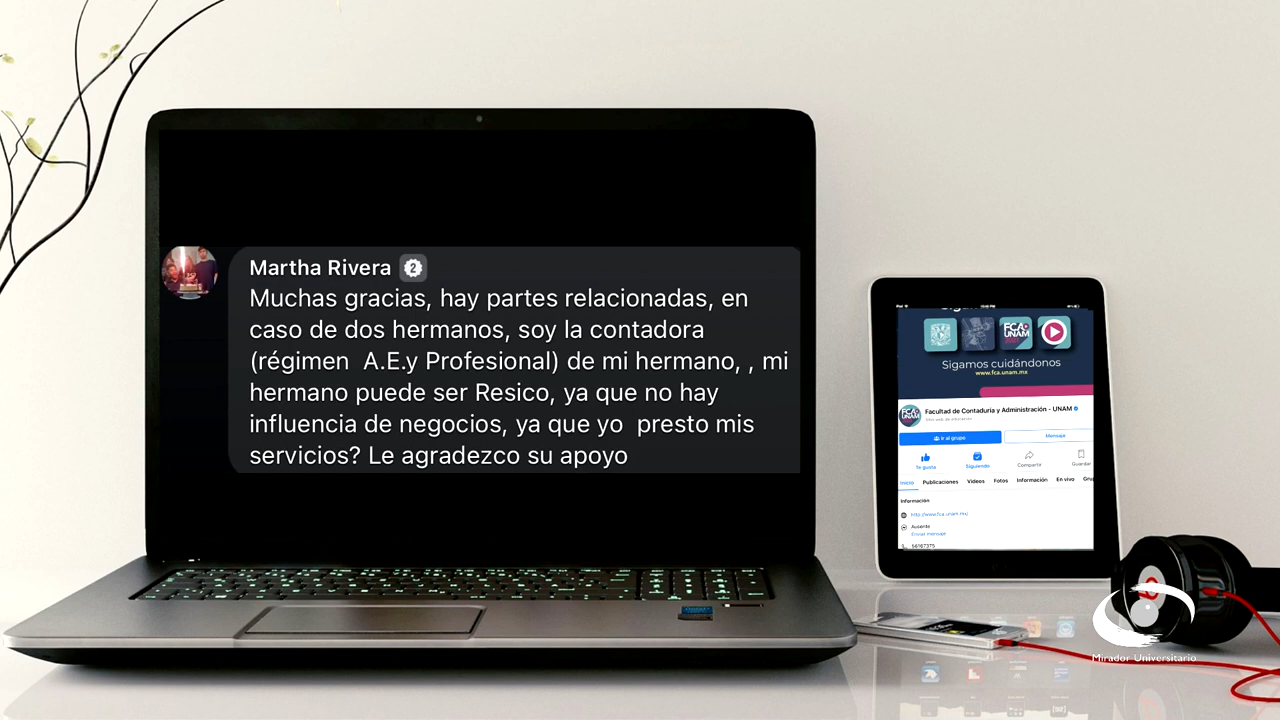 Martha Rivera
Muchas gracias, hay partes relacionadas, en
caso de dos hermanos, soy la contadora
(régimen A.E.y Profesional) de mi hermano, , mi
hermano puede ser Resico, ya que no hay
influencia de negocios, ya que yo presto mis
servicios? Le agradezco su apoyo
FCA
UNAM
Sigamos cuidándonos
www.fca.unam.mx
Facultad de Contaduría y Administración - UNAM
Ir al grupo
Mensaje
Te gusta
Siguiendo
Compartir
Guardar
Inicio Publicaciones Videos Fotos Información En vivo Gru
Información
http://www.fca.unam.mx/
Ausente
Enviar mensaje
56167375
Mirador Universitario